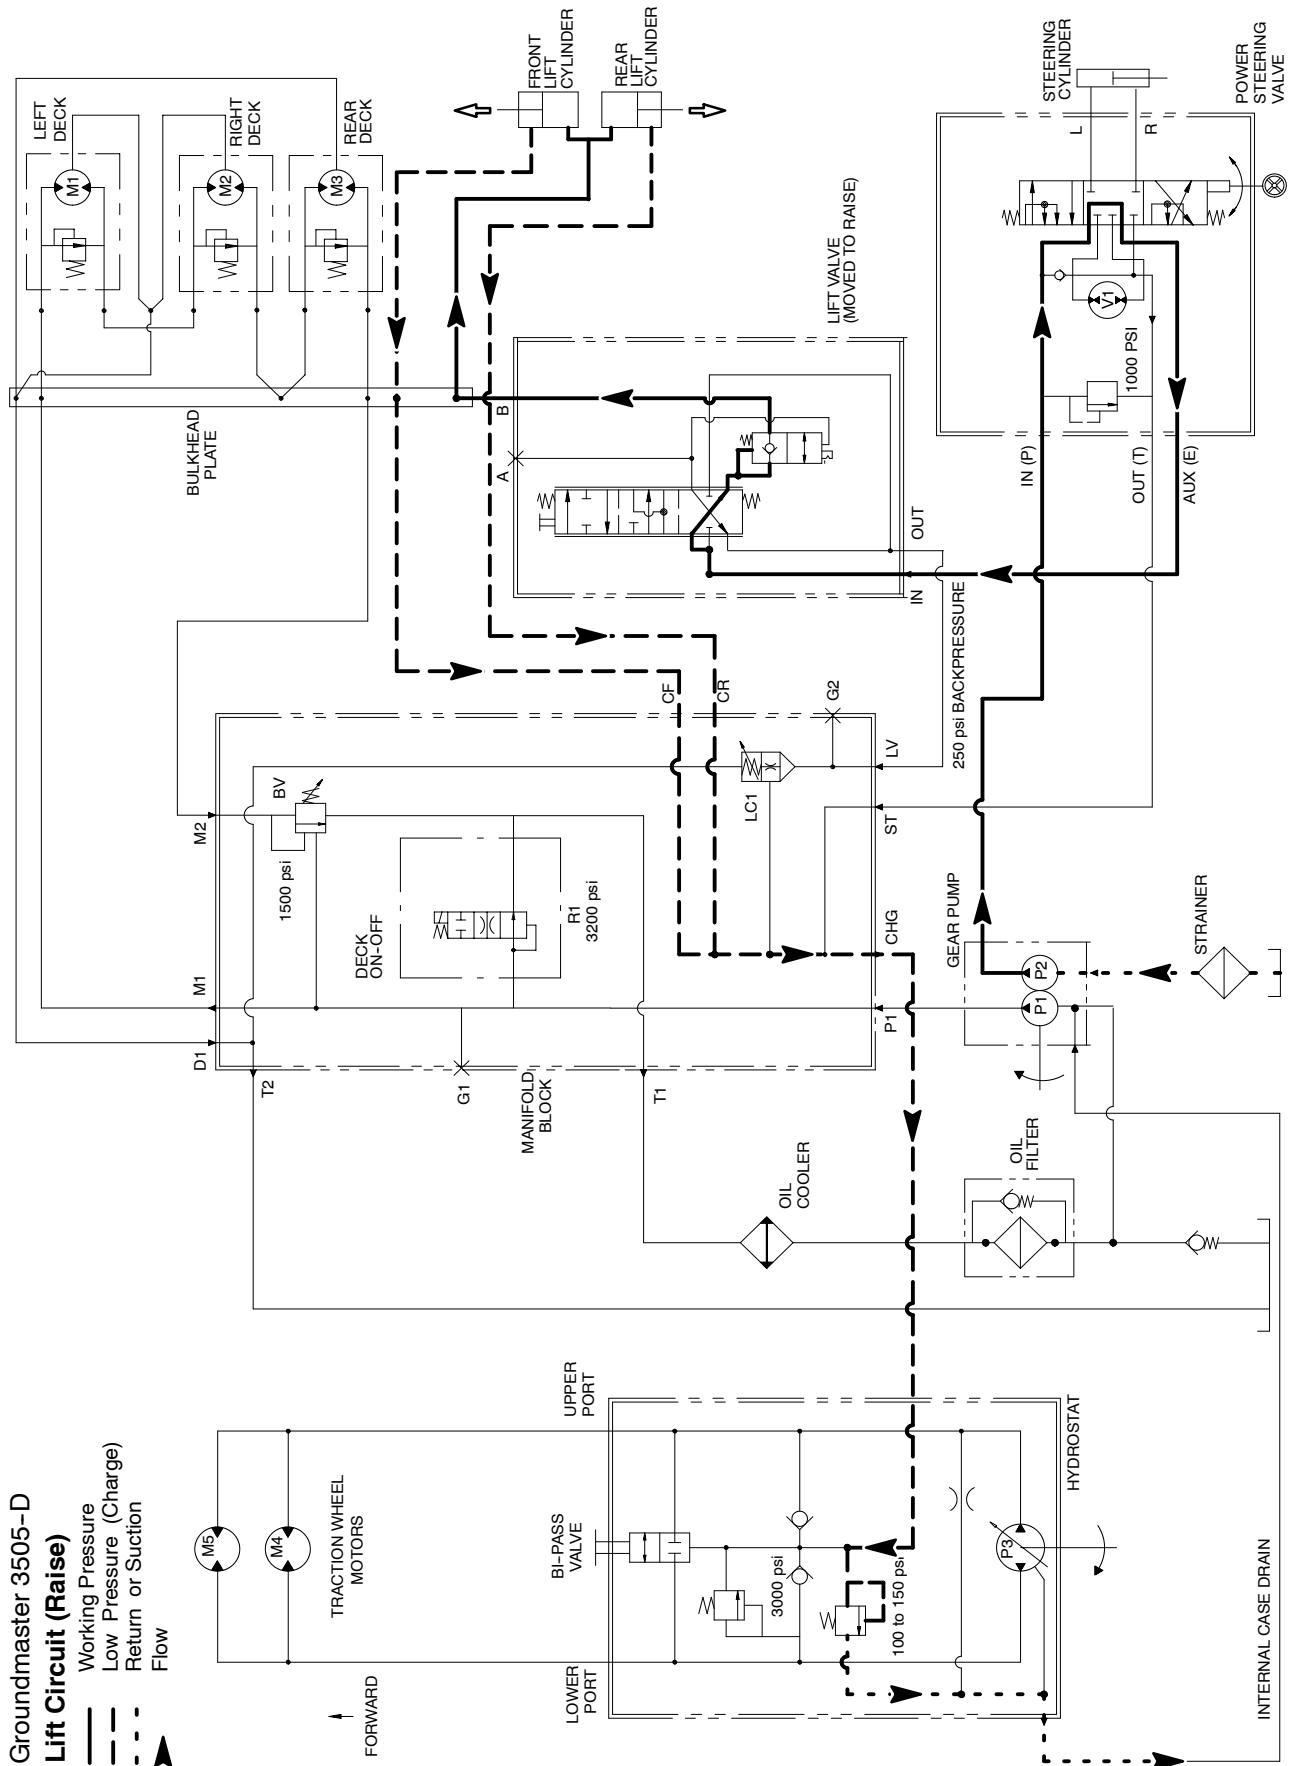 Groundmaster 3505-D
Lift Circuit (Raise)
Working Pressure
Low Pressure (Charge)
Return or Suction
Flow
FORWARD
M5
M4
TRACTION WHEEL
MOTORS
BI-PASS
VALVE
UPPER
PORT
LOWER
PORT
3000 psi
100 to 150 psi
P3
HYDROSTAT
INTERNAL CASE DRAIN
D1
M1
M2
T2
G1
T1
BV
1500 psi
DECK
ON-OFF
R1
3200 psi
MANIFOLD
BLOCK
CF
CR
LC1
G2
LV
ST
CHG
P1
250 psi BACKPRESSURE
OIL
COOLER
OIL
FILTER
GEAR PUMP
P1
P2
STRAINER
BULKHEAD
PLATE
LEFT
DECK
M1
RIGHT
DECK
M2
REAR
DECK
M3
FRONT
LIFT
CYLINDER
REAR
LIFT
CYLINDER
LIFT VALVE
(MOVED TO RAISE)
A
B
IN
OUT
STEERING
CYLINDER
L
R
POWER
STEERING
VALVE
V1
1000 PSI
IN (P)
OUT (T)
AUX (E)